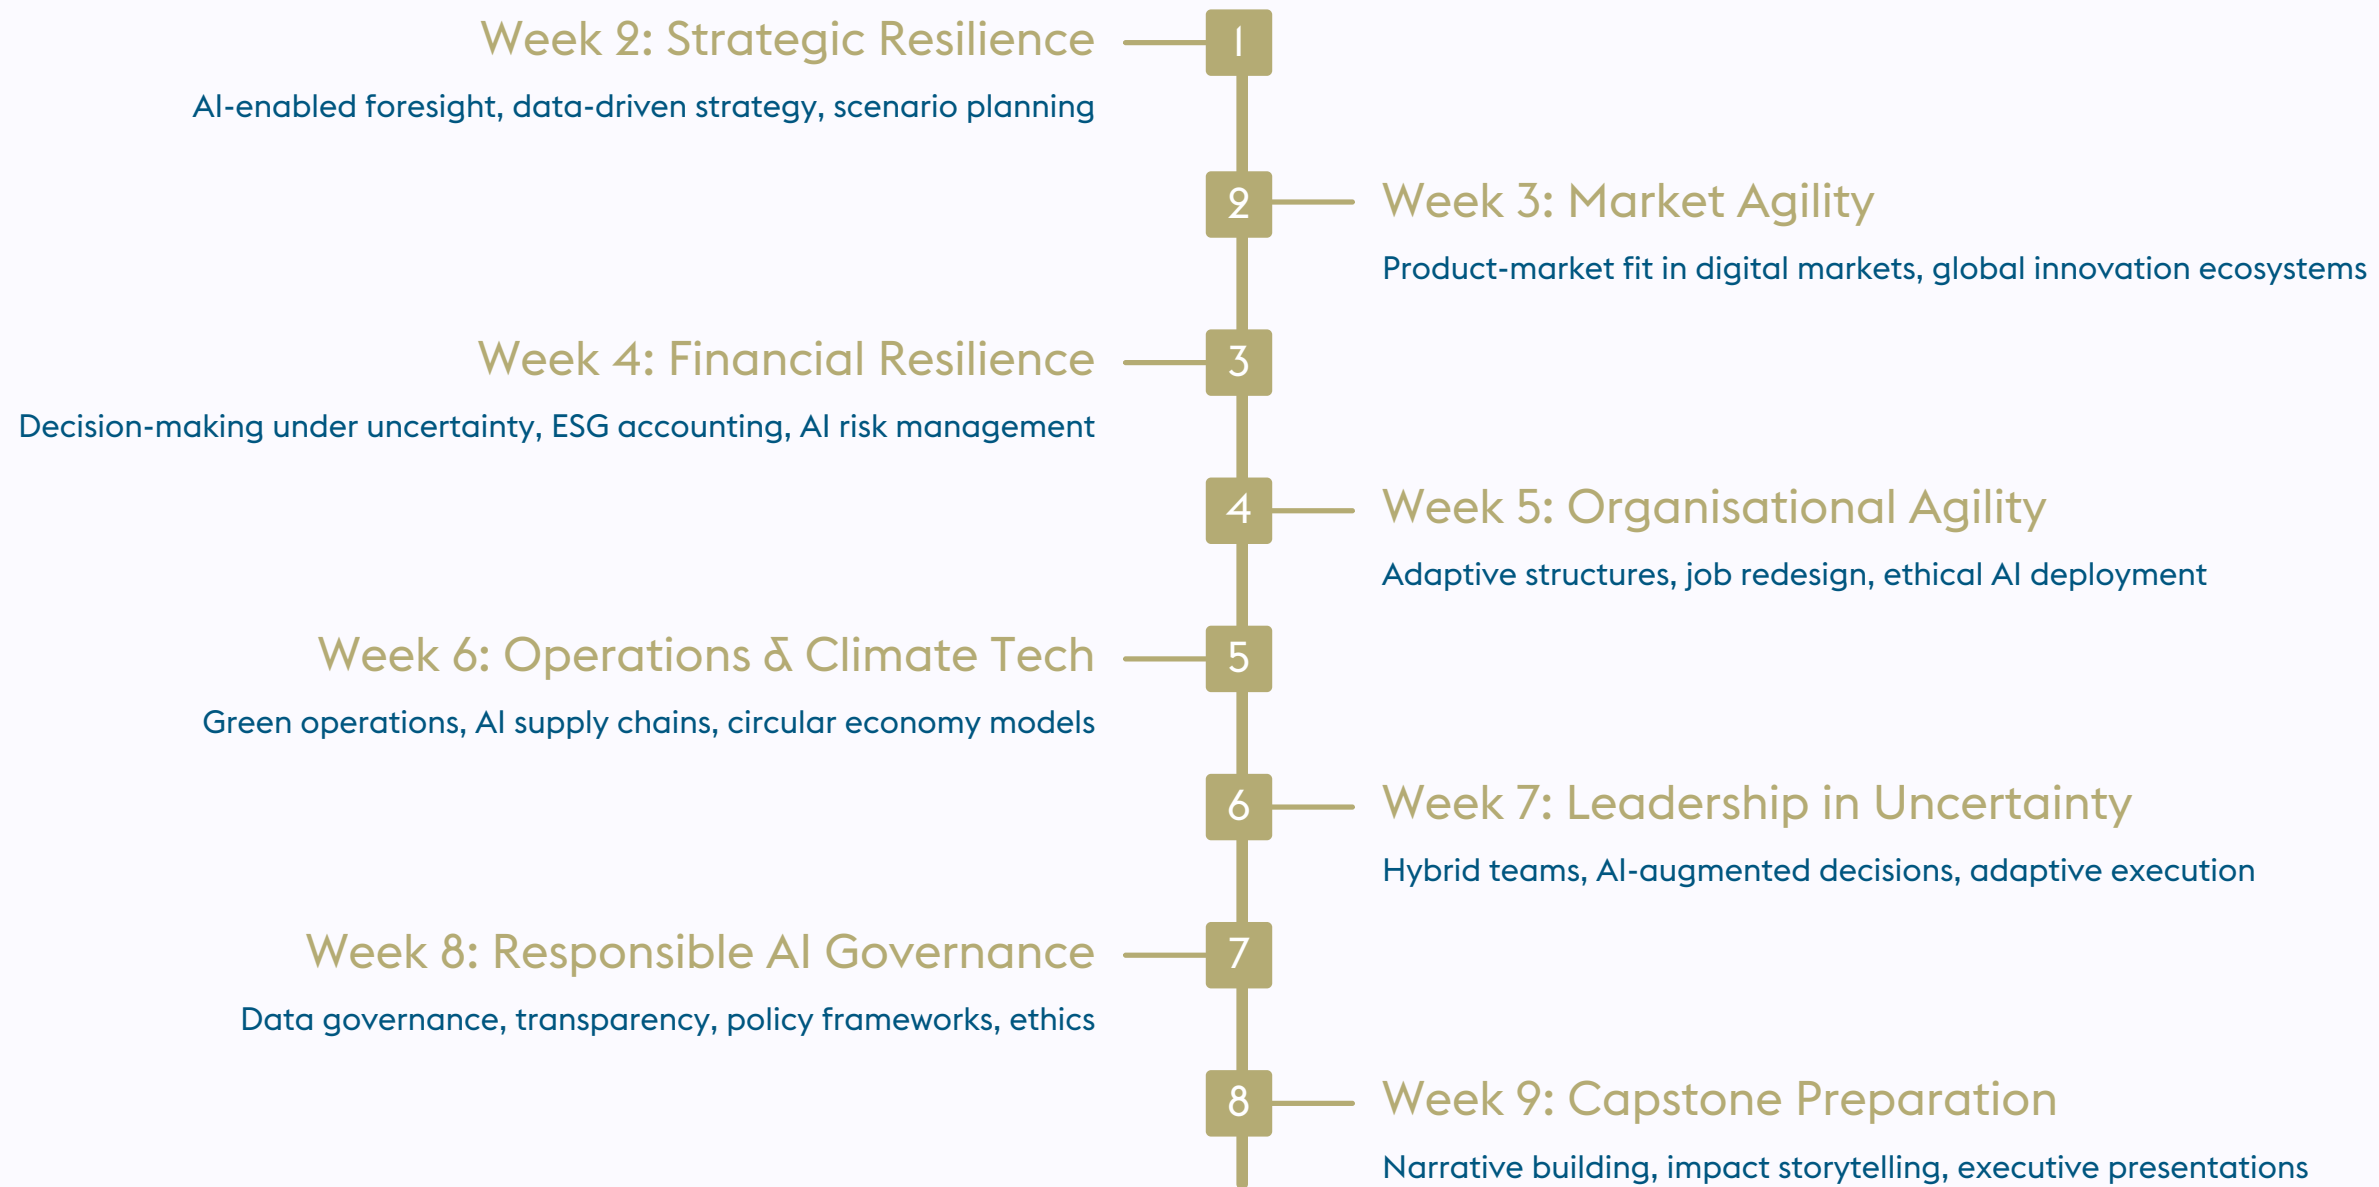 Week 2: Strategic Resilience
1
AI-enabled foresight, data-driven strategy, scenario planning
2
Week 3: Market Agility
Product-market fit in digital markets, global innovation ecosystems
Week 4: Financial Resilience
3
Decision-making under uncertainty, ESG accounting, AI risk management
4
Week 5: Organisational Agility
Adaptive structures, job redesign, ethical AI deployment
Week 6: Operations & Climate Tech
5
Green operations, AI supply chains, circular economy models
6
Week 7: Leadership in Uncertainty
Hybrid teams, AI-augmented decisions, adaptive execution
Week 8: Responsible AI Governance
7
Data governance, transparency, policy frameworks, ethics
8
Week 9: Capstone Preparation
Narrative building, impact storytelling, executive presentations